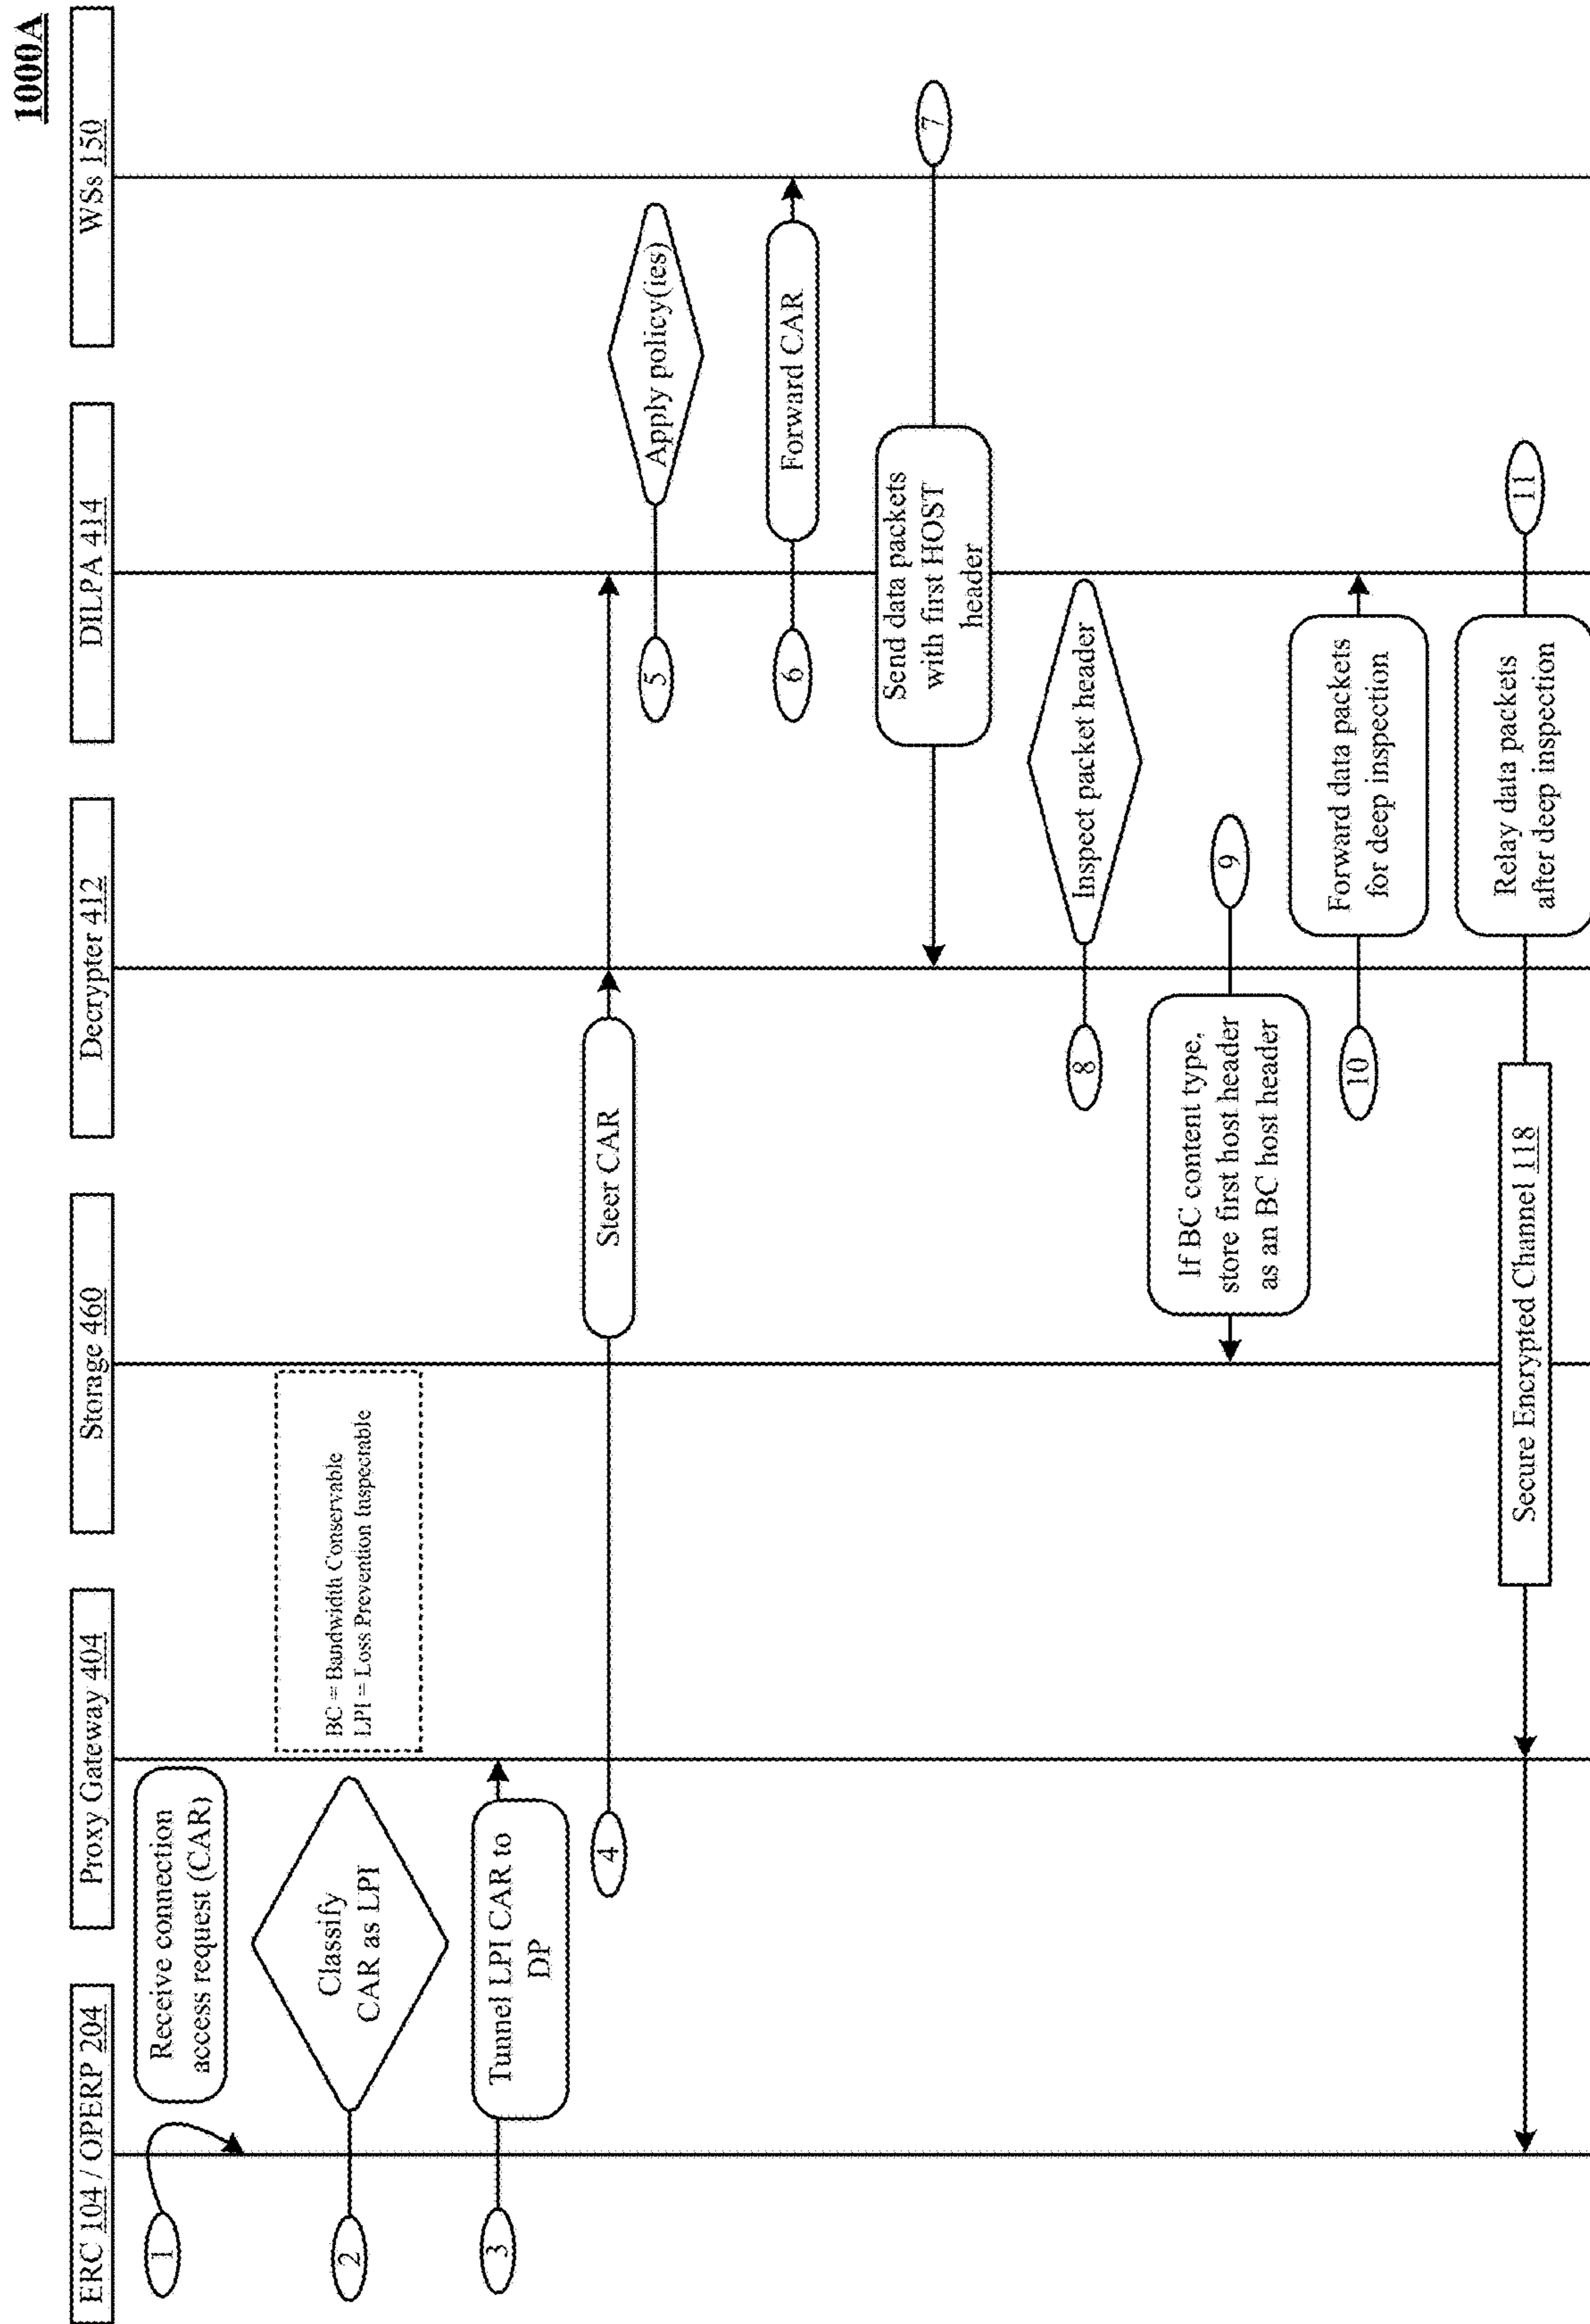 1000A
ERC 104 / OPERP 204
Proxy Gateway 404
Storage 460
Decrypter 412
DILPA 414
WSs 150
1
Receive connection
access request (CAR)
2
Classify
CAR as LPI
BC = Bandwidth Conservable
LPI = Loss Prevention Inspectable
3
Tunnel LPI CAR to
DP
4
Steer CAR
5
Apply policy(ies)
6
Forward CAR
7
Send data packets
with first HOST
header
8
Inspect packet header
9
If BC content type,
store first host header
as an BC host header
10
Forward data packets
for deep inspection
11
Relay data packets
after deep inspection
Secure Encrypted Channel 118